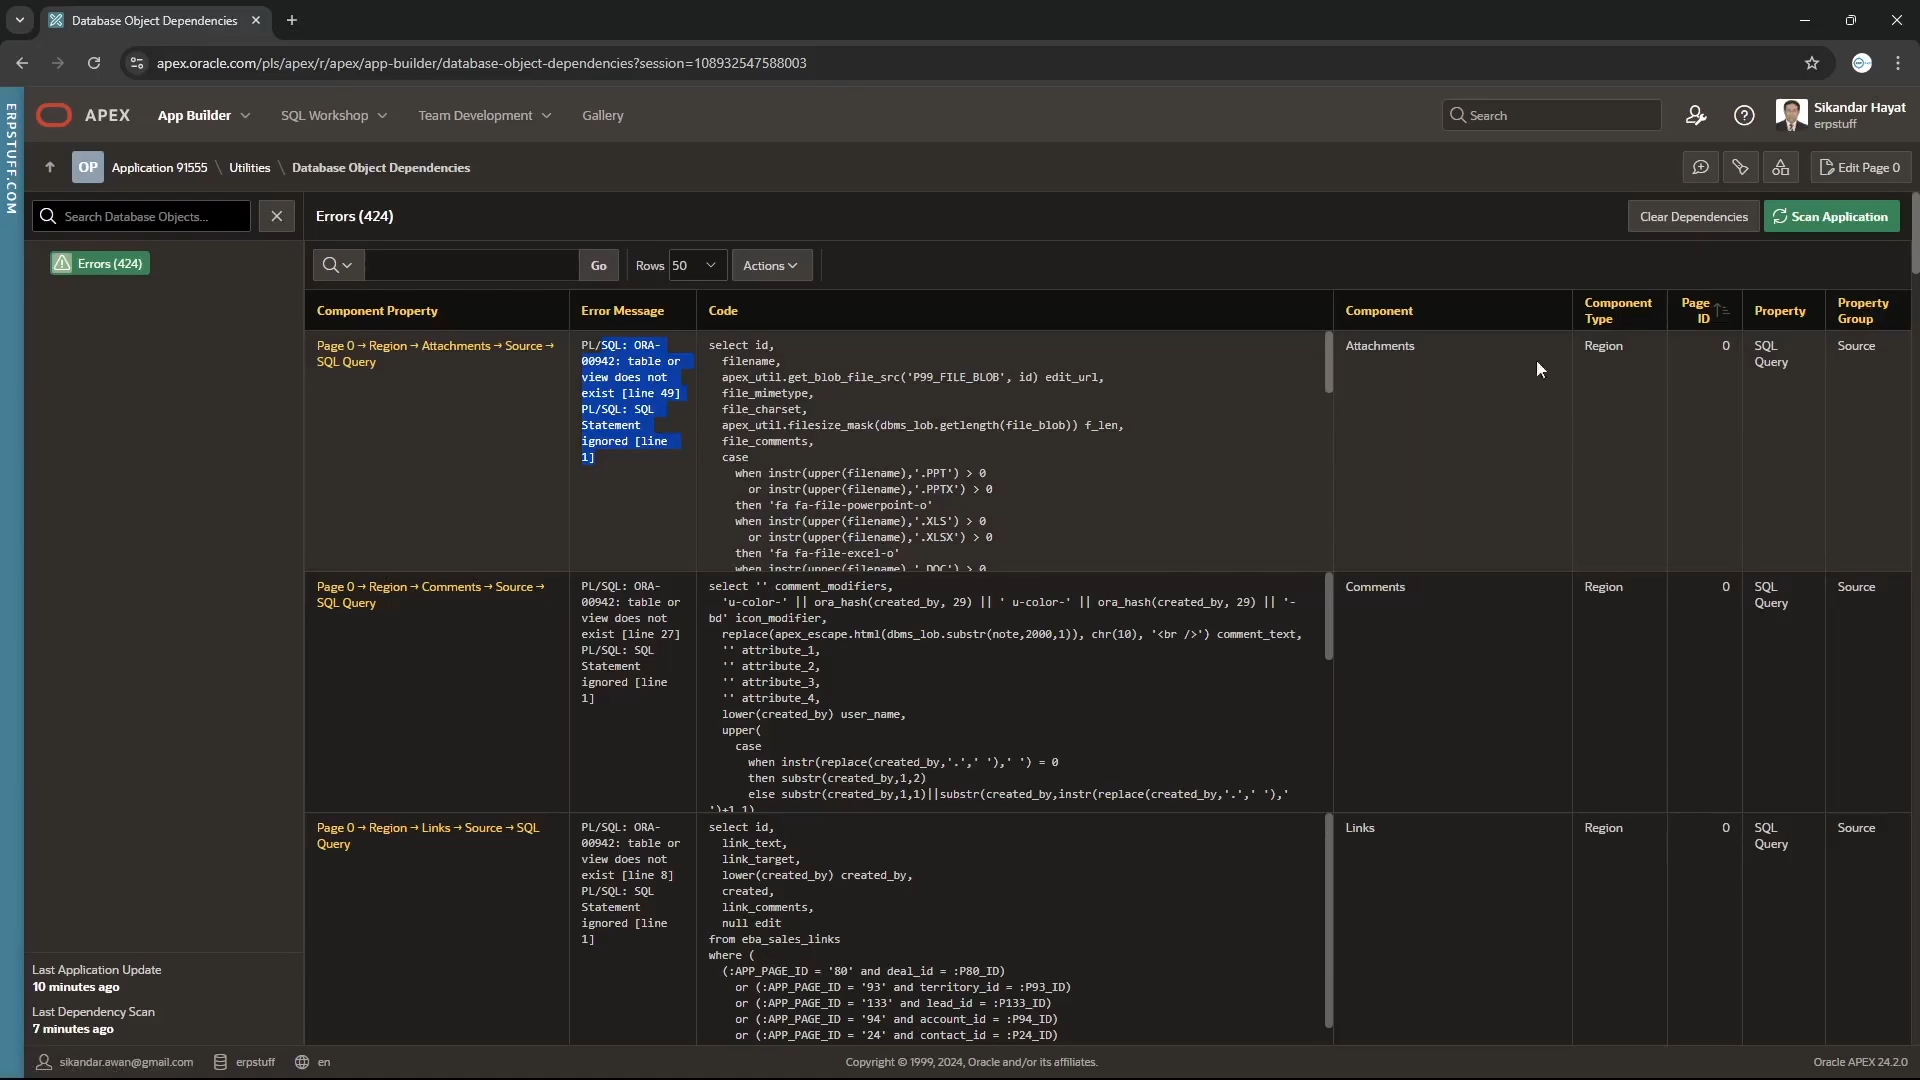 Database Object Dependencies
apex.oracle.com/pls/apex/r/apex/app-builder/database-object-dependencies?session=108932547588003
ERPSTUFF.COM
APEX
App Builder
SQL Workshop
Team Development
Gallery
Search
Sikandar Hayat
erpstuff
OP
Application 91555 \ Utilities \ Database Object Dependencies
Edit Page 0
Search Database Objects...
Errors (424)
Clear Dependencies
Scan Application
Errors (424)
Go
Rows 50
Actions
Component Property
Error Message
Code
Component
Component
Type
Page
ID
Property
Property
Group
Page 0 → Region → Attachments → Source →
SQL Query
PL/SQL: ORA-
00942: table or
view does not
exist [line 49]
PL/SQL: SQL
Statement
ignored [line
1]
select id,
filename,
apex_util.get_blob_file_src('P99_FILE_BLOB', id) edit_url,
file_mimetype,
file_charset,
apex_util.filesize_mask(dbms_lob.getlength(file_blob)) f_len,
file_comments,
case
when instr(upper(filename),'.PPT') > 0
or instr(upper(filename),'.PPTX') > 0
then 'fa fa-file-powerpoint-o'
when instr(upper(filename),'.XLS') > 0
or instr(upper(filename),'.XLSX') > 0
then 'fa fa-file-excel-o'
when instr(upper(filename),'.DOC') > 0
Attachments
Region
0
SQL
Query
Source
Page 0 → Region → Comments → Source →
SQL Query
PL/SQL: ORA-
00942: table or
view does not
exist [line 27]
PL/SQL: SQL
Statement
ignored [line
1]
select '' comment_modifiers,
'u-color-' || ora_hash(created_by, 29) || ' u-color-' || ora_hash(created_by, 29) || '-
bd' icon_modifier,
replace(apex_escape.html(dbms_lob.substr(note,2000,1)), chr(10), '<br />') comment_text,
'' attribute_1,
'' attribute_2,
'' attribute_3,
'' attribute_4,
lower(created_by) user_name,
upper(
case
when instr(replace(created_by,'.',' '),' ') = 0
then substr(created_by,1,2)
else substr(created_by,1,1)||substr(created_by,instr(replace(created_by,'.',' '),'
')+1,1)
Comments
Region
0
SQL
Query
Source
Page 0 → Region → Links → Source → SQL
Query
PL/SQL: ORA-
00942: table or
view does not
exist [line 8]
PL/SQL: SQL
Statement
ignored [line
1]
select id,
link_text,
link_target,
lower(created_by) created_by,
created,
link_comments,
null edit
from eba_sales_links
where (
(:APP_PAGE_ID = '80' and deal_id = :P80_ID)
or (:APP_PAGE_ID = '93' and territory_id = :P93_ID)
or (:APP_PAGE_ID = '133' and lead_id = :P133_ID)
or (:APP_PAGE_ID = '94' and account_id = :P94_ID)
or (:APP_PAGE_ID = '24' and contact_id = :P24_ID)
Links
Region
0
SQL
Query
Source
Last Application Update
10 minutes ago
Last Dependency Scan
7 minutes ago
sikandar.awan@gmail.com
erpstuff
en
Copyright © 1999, 2024, Oracle and/or its affiliates.
Oracle APEX 24.2.0